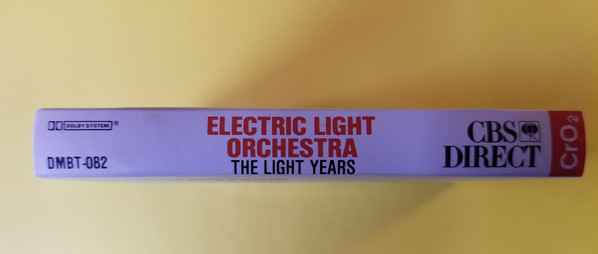 DOLBY SYSTEM®
DMBT-082
ELECTRIC LIGHT
ORCHESTRA
THE LIGHT YEARS
CBS
DIRECT
CrO₂